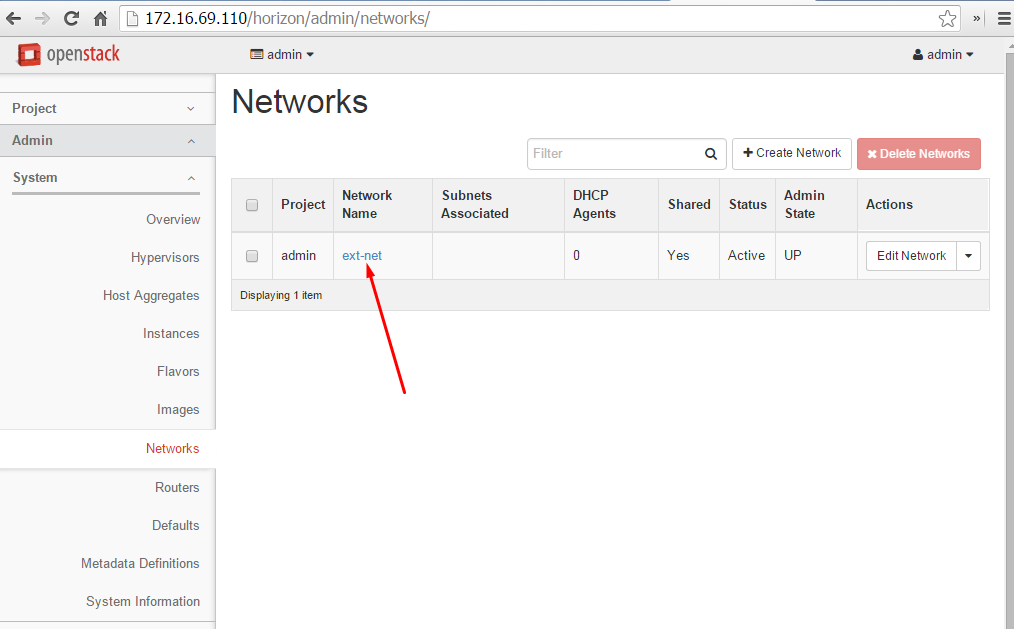 172.16.69.110/horizon/admin/networks/
openstack
admin
admin
Project
Admin
System
Overview
Hypervisors
Host Aggregates
Instances
Flavors
Images
Networks
Routers
Defaults
Metadata Definitions
System Information
Networks
Filter
+ Create Network
× Delete Networks
Project
Network Name
Subnets Associated
DHCP Agents
Shared
Status
Admin State
Actions
admin
ext-net
0
Yes
Active
UP
Edit Network
Displaying 1 item